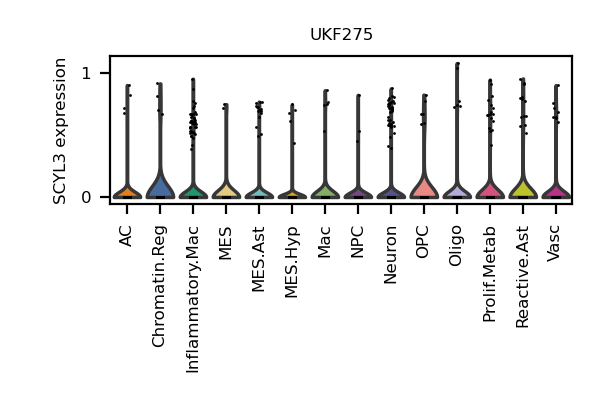 UKF275
SCYL3 expression
1
0
AC
Chromatin.Reg
Inflammatory.Mac
MES
MES.Ast
MES.Hyp
Mac
NPC
Neuron
OPC
Oligo
Prolif.Metab
Reactive.Ast
Vasc